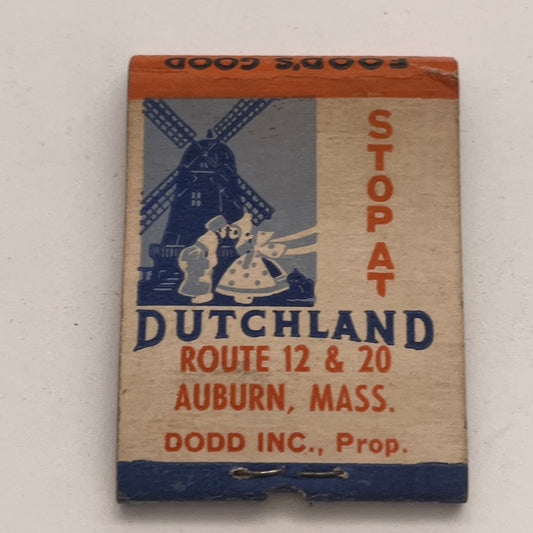 FOOD'S GOOD
STOP AT
DUTCHLAND
ROUTE 12 & 20
AUBURN, MASS.
DODD INC., Prop.